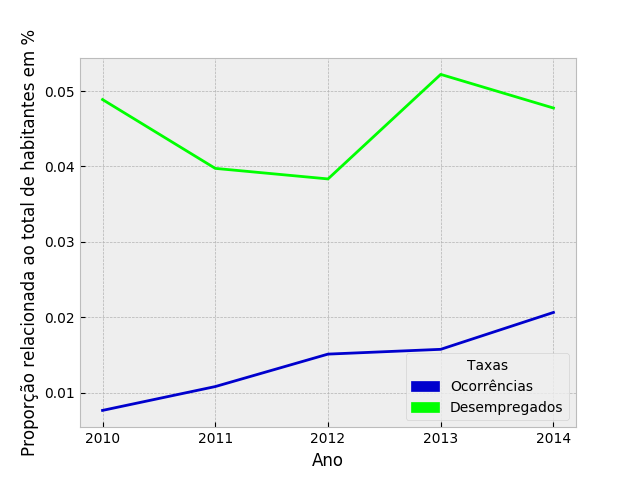 Proporção relacionada ao total de habitantes em %
0.05
0.04
0.03
0.02
0.01
2010 2011 2012 2013 2014
Ano
Taxas
Ocorrências
Desempregados